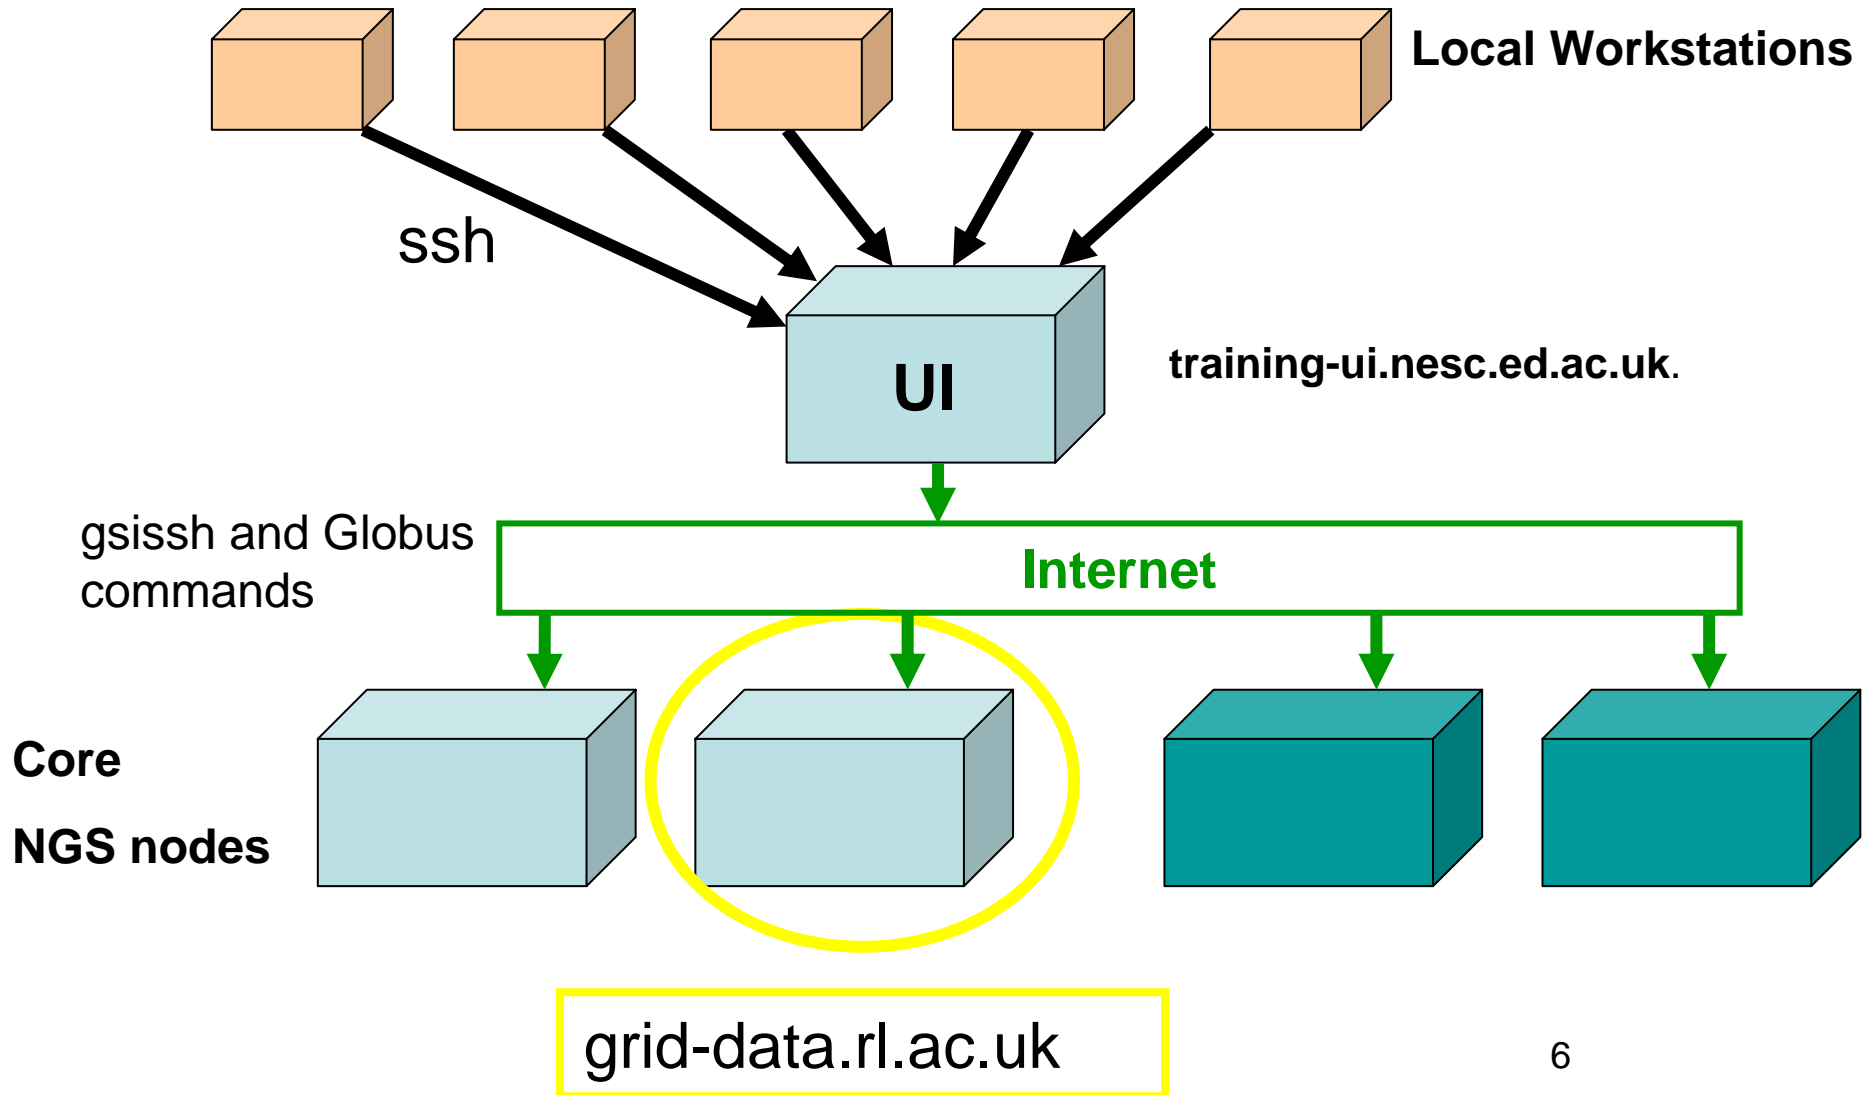 Local Workstations
ssh
UI
training-ui.nesc.ed.ac.uk.
gsissh and Globus
commands
Internet
Core
NGS nodes
grid-data.rl.ac.uk
6